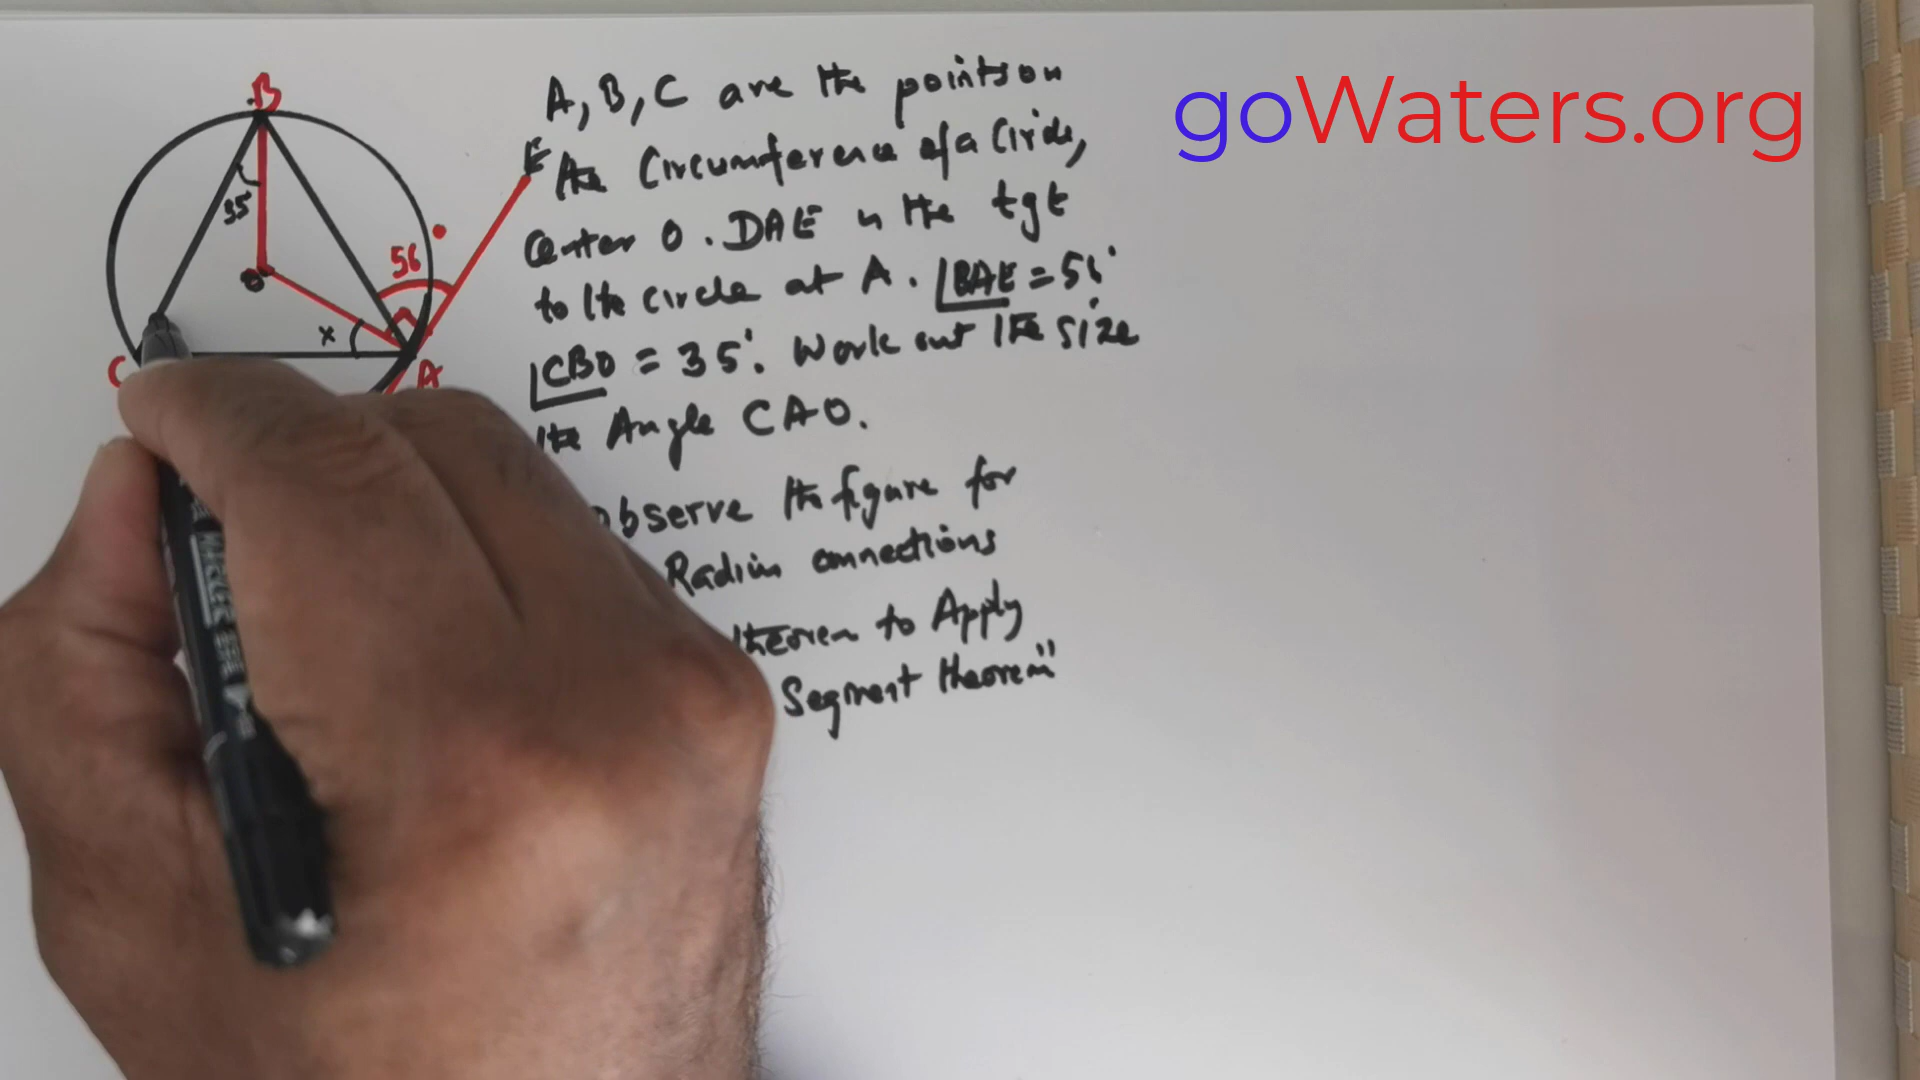 goWaters.org
B
A, B, C are the points on
E the Circumference of a Circle,
35°
56
Center O. DAE is the tgt
O
to the circle at A. BAE = 56°
x
CBO = 35°. Work out the size
C
A
the Angle CAO.
observe the figure for
Radius connections
theorem to Apply
Segment theorem"